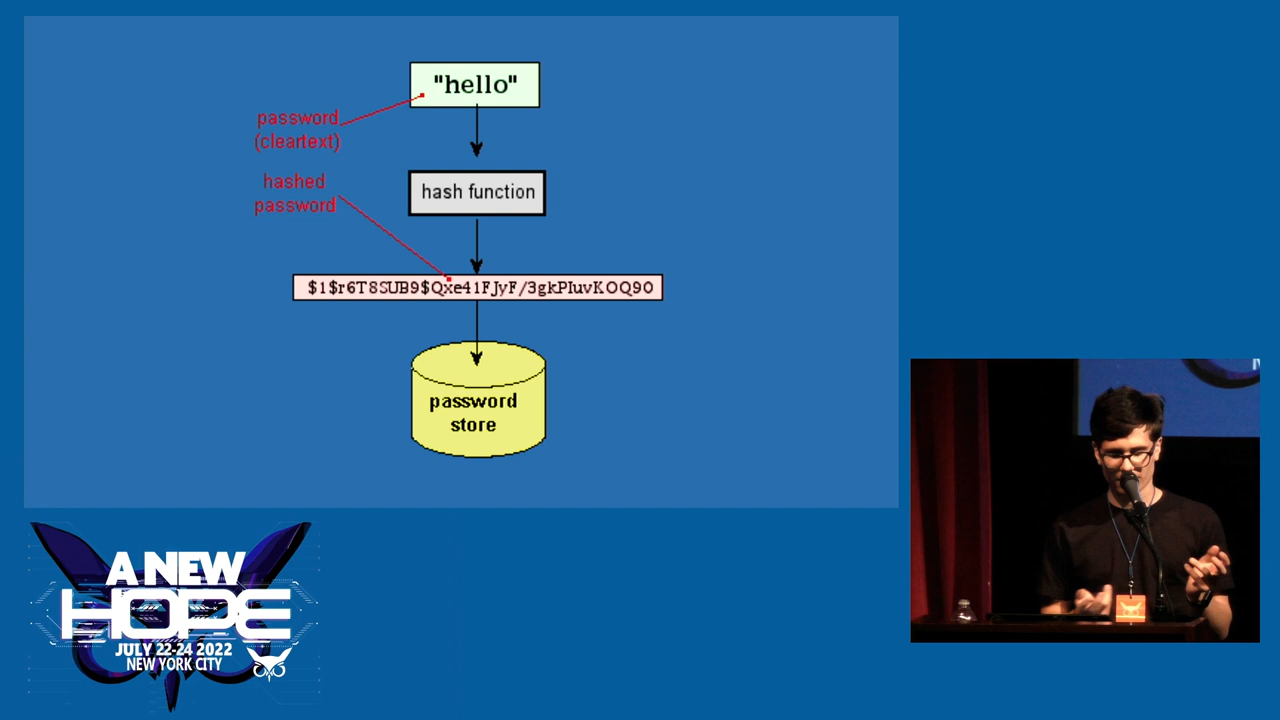 "hello"
password
(cleartext)
hashed
password
hash function
$1$r6T8SUB9$Qxe41FJyF/3gkPIuvKOQ90
password
store
A NEW
HOPE
JULY 22-24 2022
NEW YORK CITY